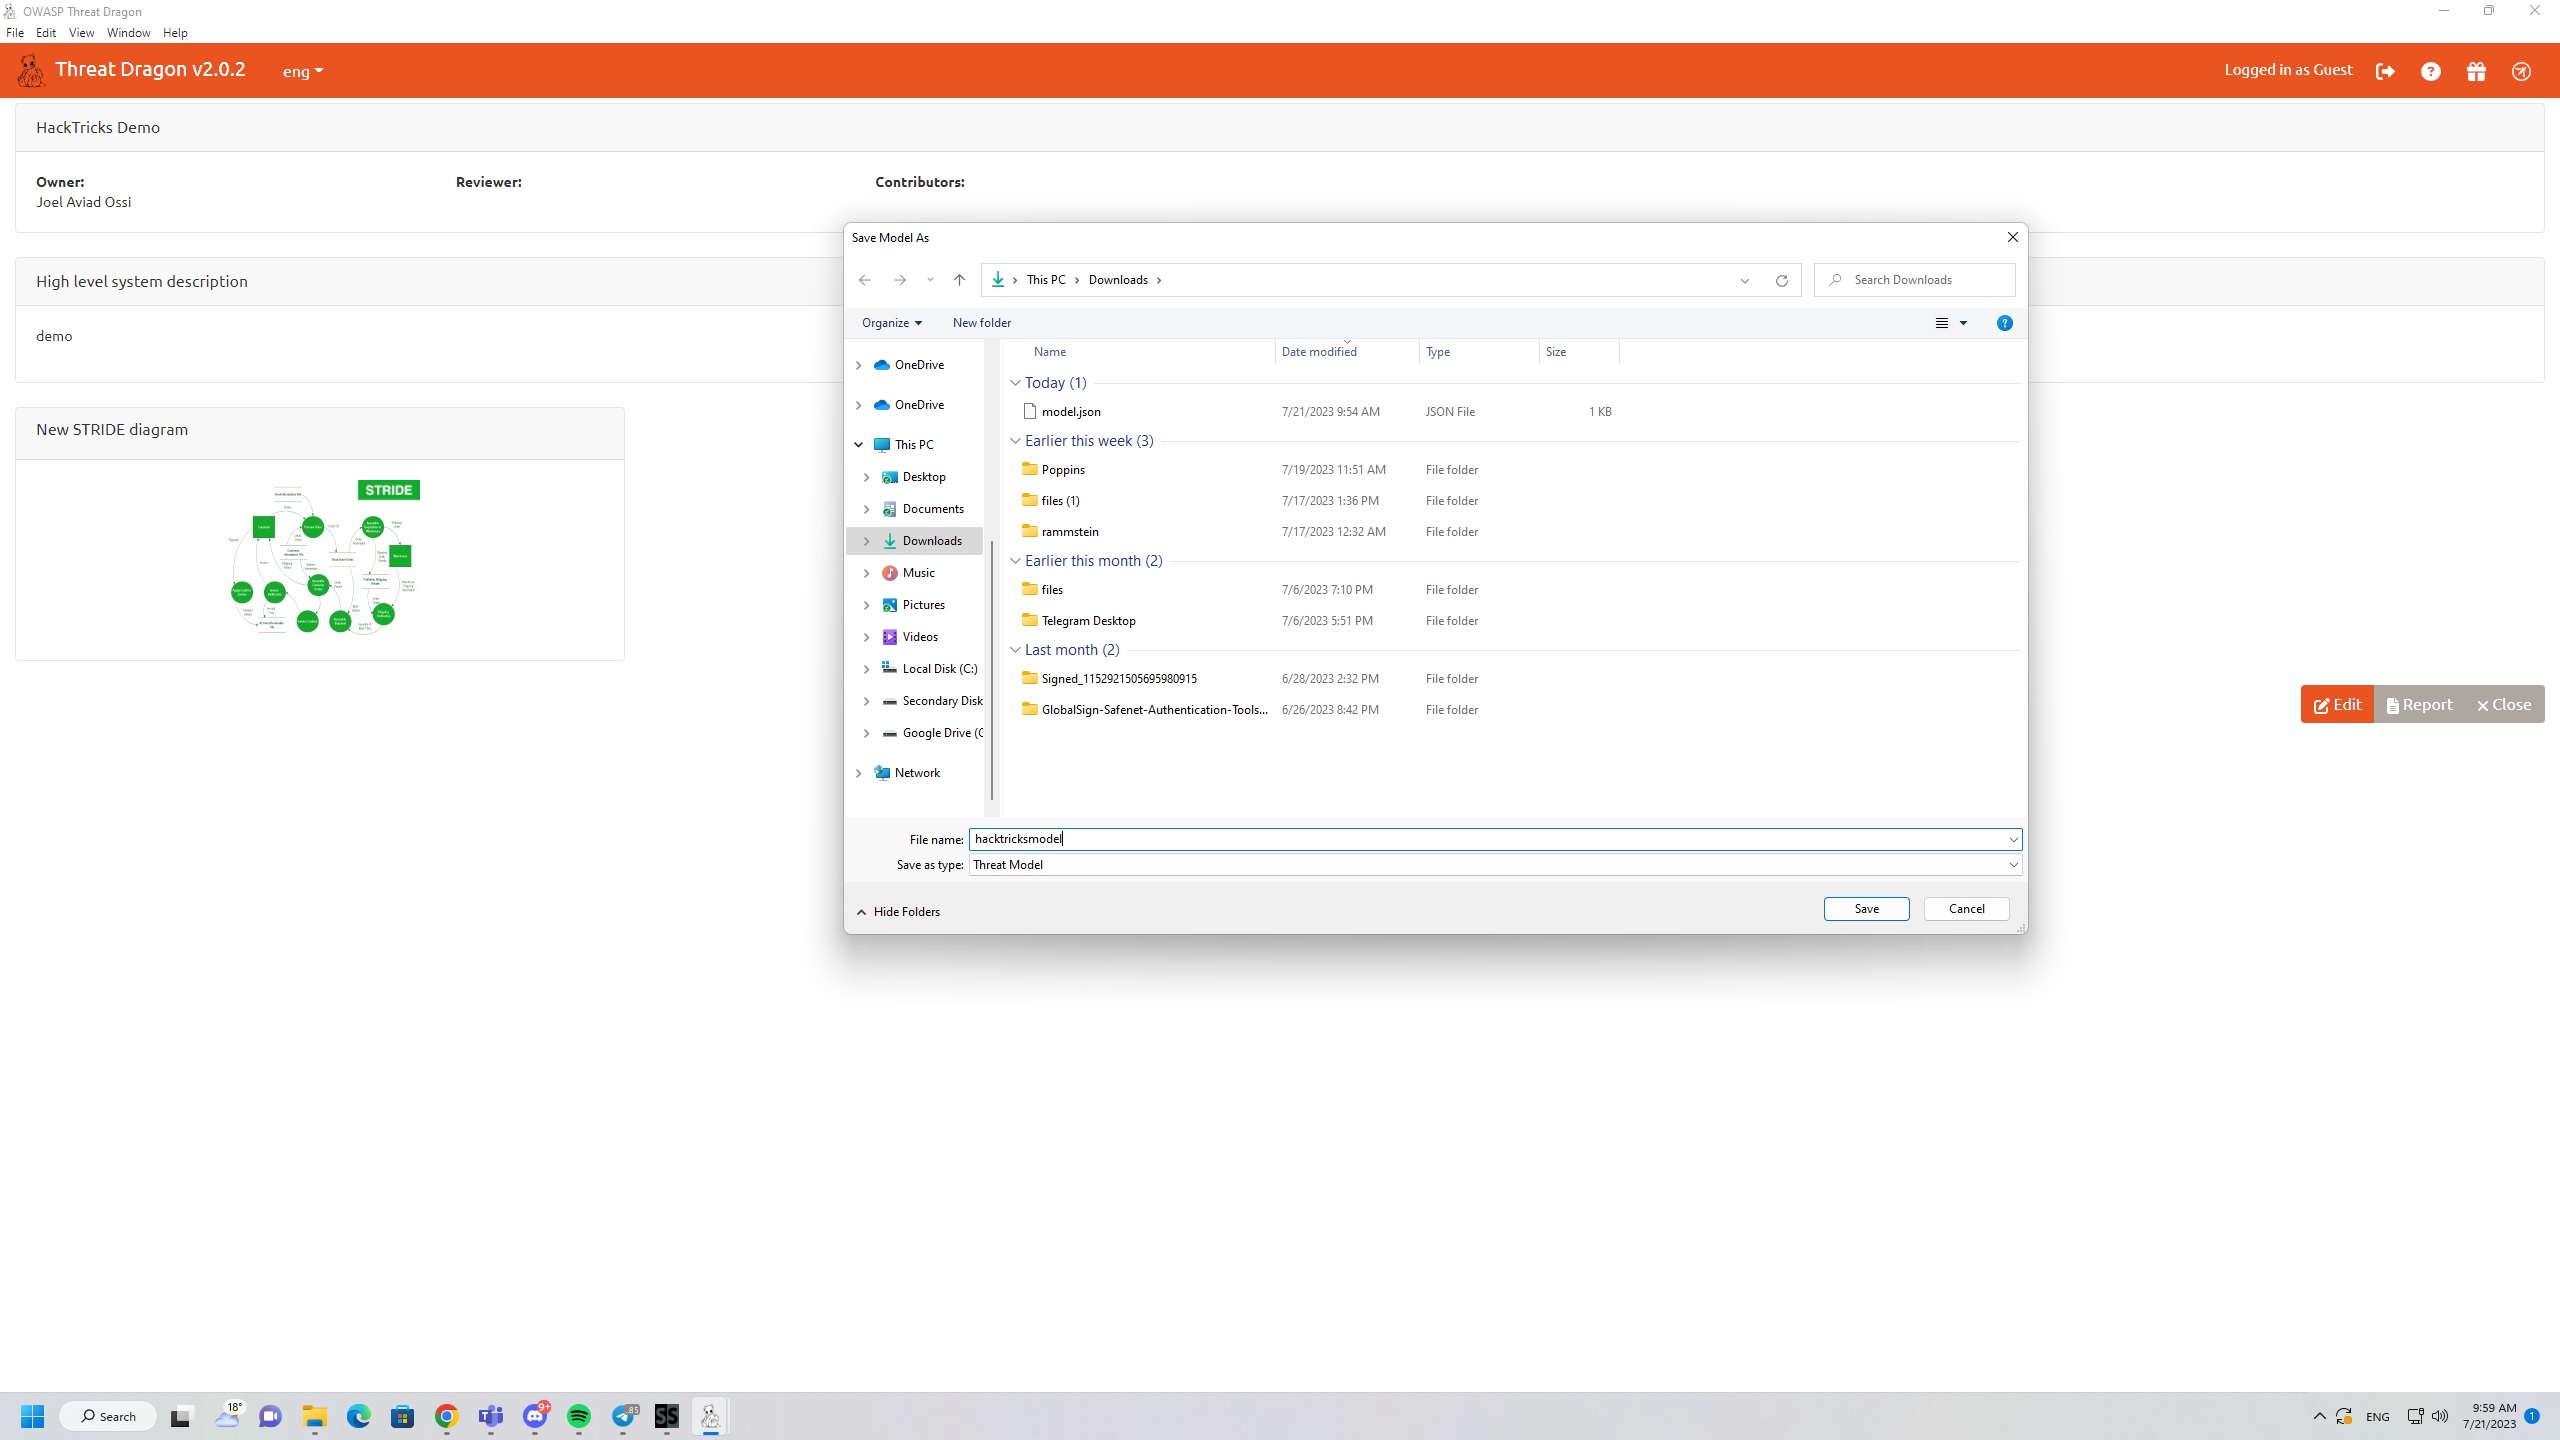 OWASP Threat Dragon
File Edit View Window Help
Threat Dragon v2.0.2 eng Logged in as Guest
HackTricks Demo
Owner: Reviewer: Contributors:
Joel Aviad Ossi
High level system description
demo
New STRIDE diagram
STRIDE
Save Model As
This PC > Downloads >
Search Downloads
Organize New folder
OneDrive
OneDrive
This PC
Desktop
Documents
Downloads
Music
Pictures
Videos
Local Disk (C:)
Secondary Disk
Google Drive (G
Network
Name Date modified Type Size
Today (1)
model.json 7/21/2023 9:54 AM JSON File 1 KB
Earlier this week (3)
Poppins 7/19/2023 11:51 AM File folder
files (1) 7/17/2023 1:36 PM File folder
rammstein 7/17/2023 12:32 AM File folder
Earlier this month (2)
files 7/6/2023 7:10 PM File folder
Telegram Desktop 7/6/2023 5:51 PM File folder
Last month (2)
Signed_1152921505695980915 6/28/2023 2:32 PM File folder
GlobalSign-Safenet-Authentication-Tools... 6/26/2023 8:42 PM File folder
File name: hacktricksmodel
Save as type: Threat Model
Hide Folders
Save Cancel
Edit Report Close
Search
18°
9+
85
SS
ENG
9:59 AM
7/21/2023
1